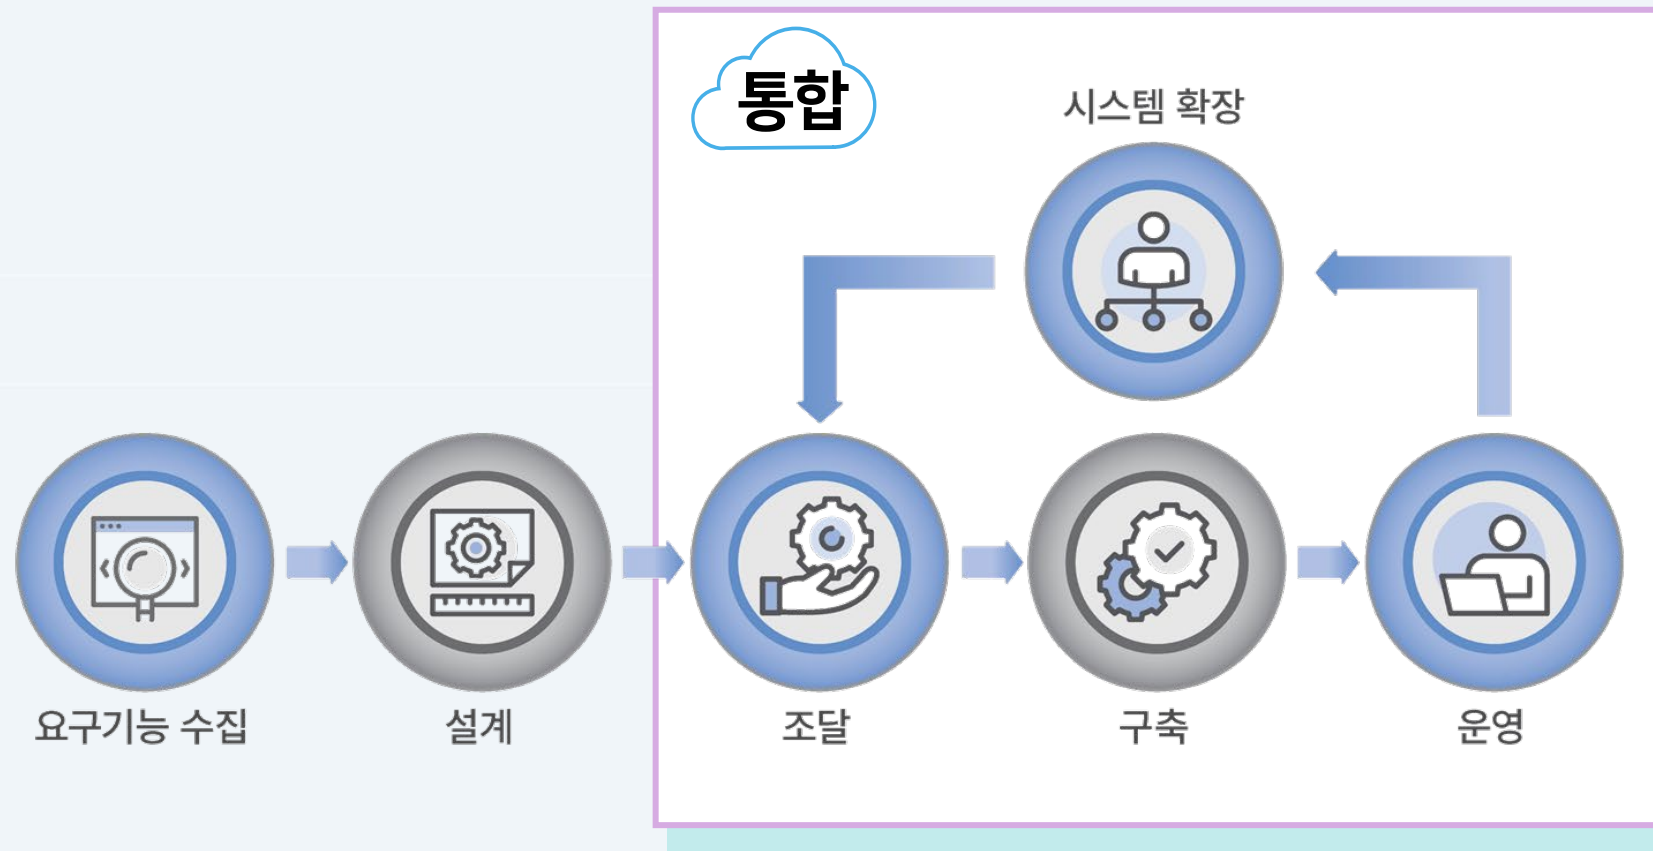 통합
시스템 확장
요구기능 수집
설계
조달
구축
운영